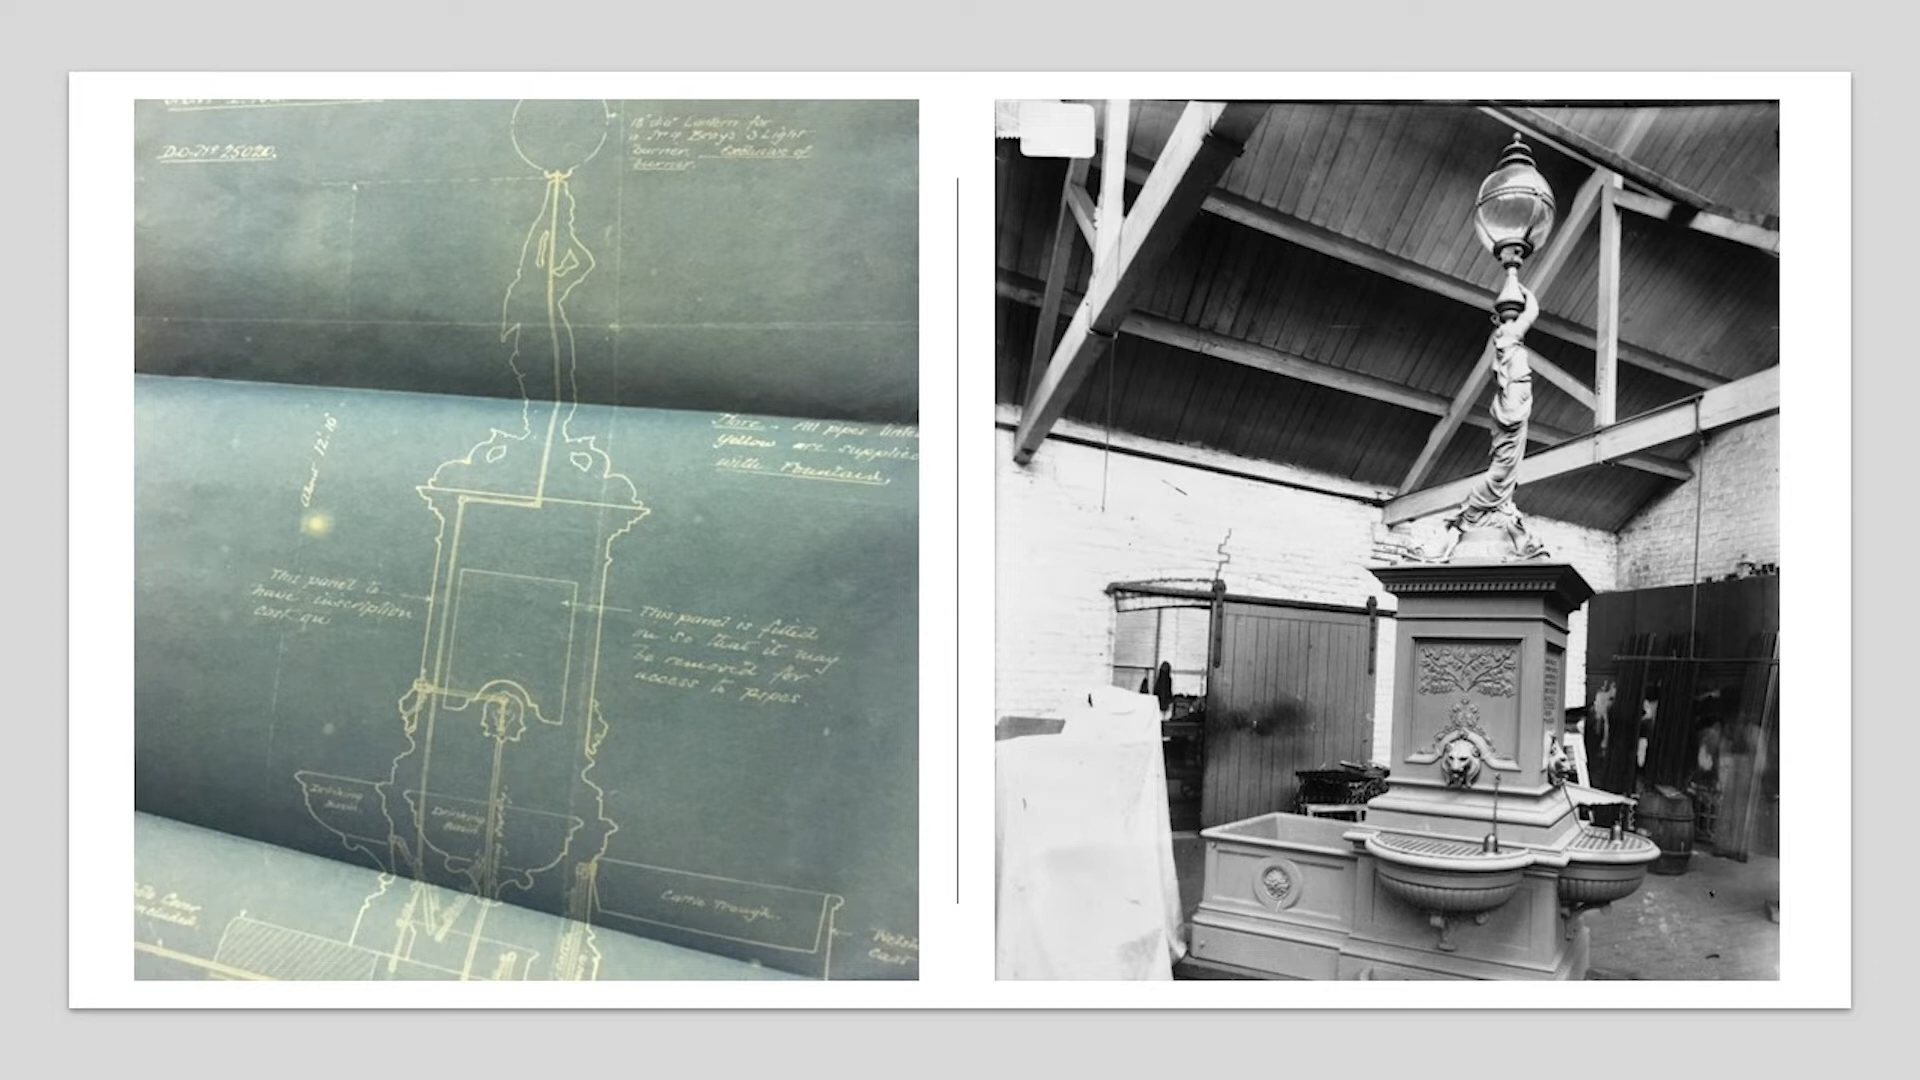 D.O. Nº 25020.
18" dia' Lantern for
a Nº 4 Brays 3 Light
burner. Exclusive of
burner.
About 12'.10"
Note. All pipes
yellow are supplied
with Fountain,
This panel to
have inscription
cast on
This panel is fitted
on so that it may
be removed for
access to pipes.
Drinking
Basin.
Drinking
Basin
Cattle Trough.